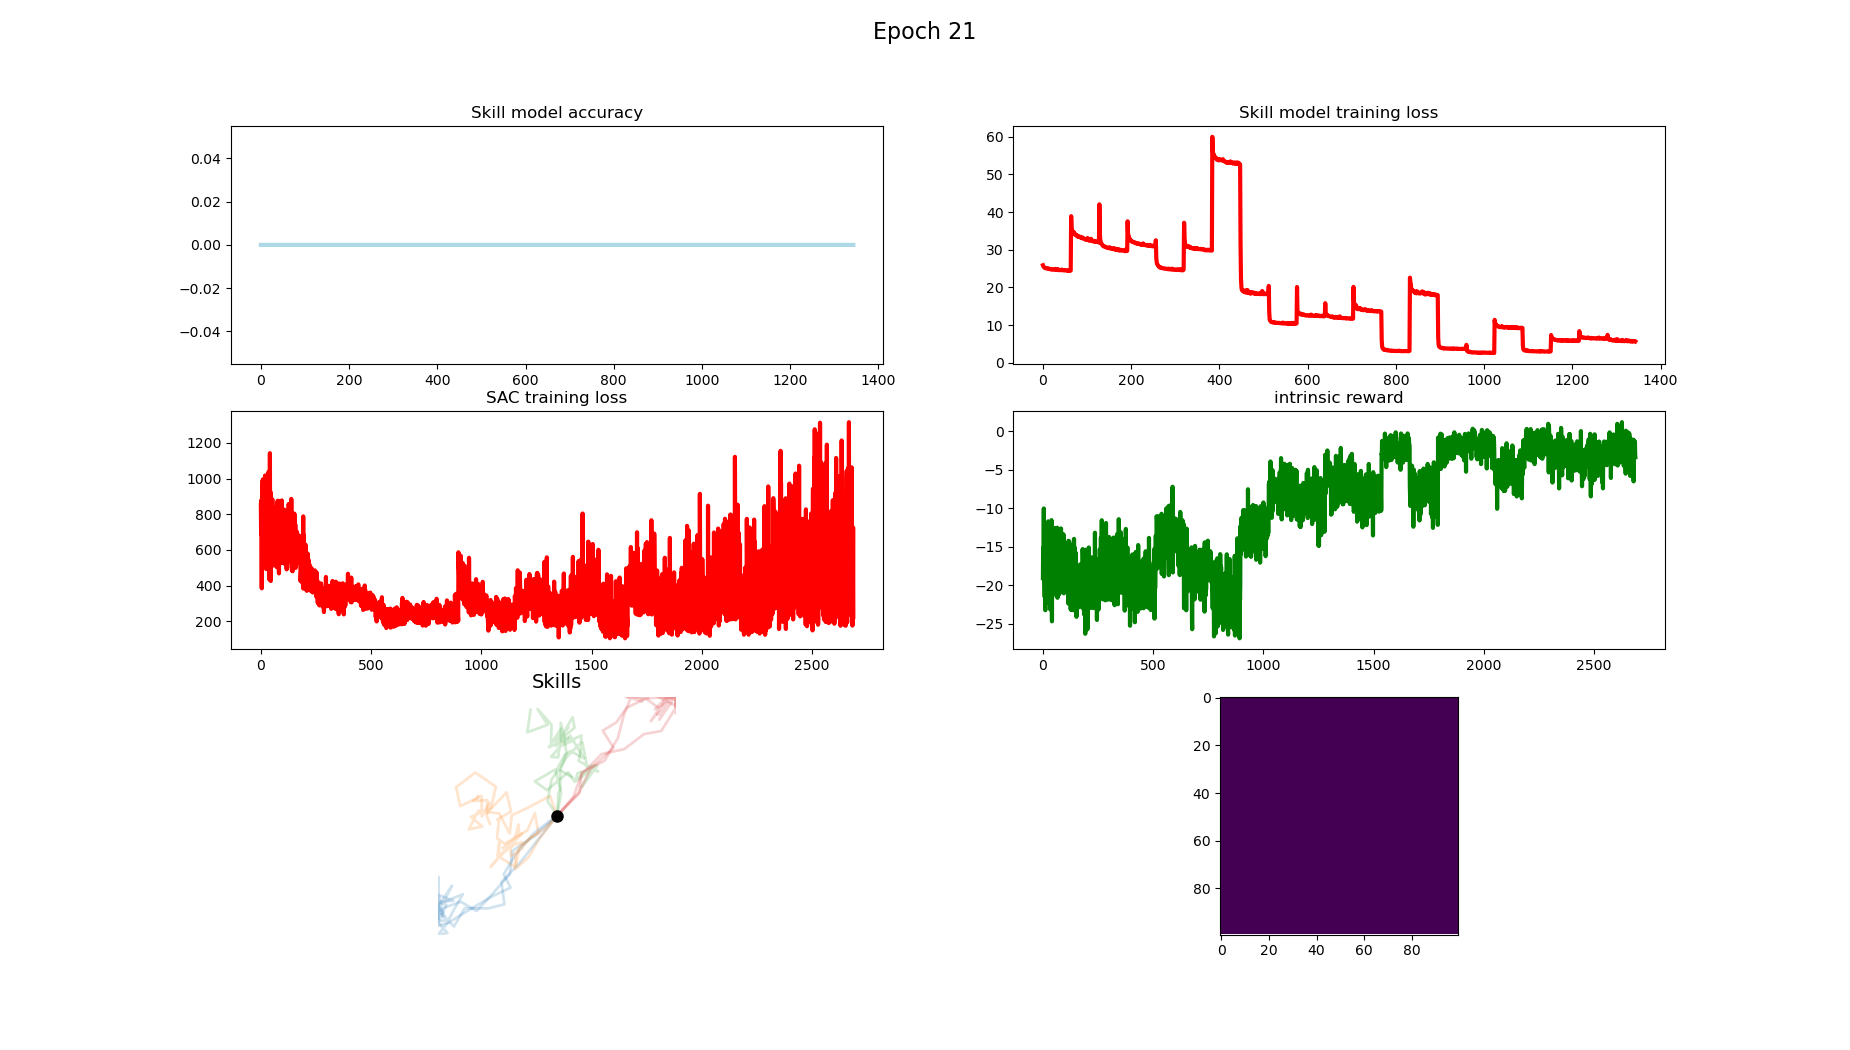 Epoch 21
Skill model accuracy
0.04
0.02
0.00
−0.02
−0.04
0 200 400 600 800 1000 1200 1400
Skill model training loss
60
50
40
30
20
10
0
0 200 400 600 800 1000 1200 1400
SAC training loss
1200
1000
800
600
400
200
0 500 1000 1500 2000 2500
intrinsic reward
0
−5
−10
−15
−20
−25
0 500 1000 1500 2000 2500
Skills
0
20
40
60
80
0 20 40 60 80